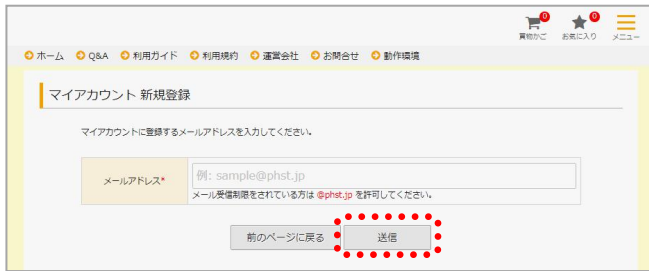 0
0
買物かご
お気に入り
メニュー
ホーム
Q&A
利用ガイド
利用規約
運営会社
お問合せ
動作環境
マイアカウント 新規登録
マイアカウントに登録するメールアドレスを入力してください。
メールアドレス*
例: sample@phst.jp
メール受信制限をされている方は @phst.jp を許可してください。
前のページに戻る
送信